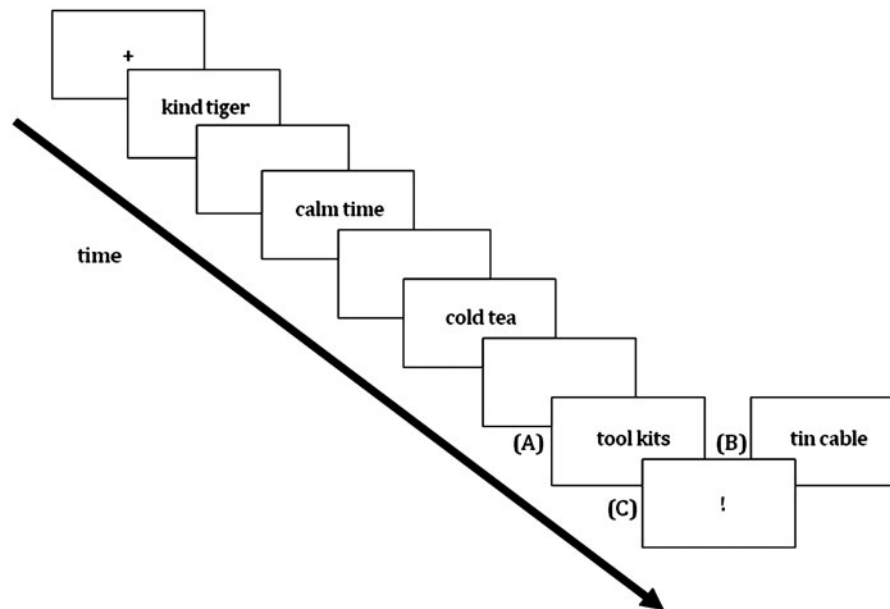 +
kind tiger
calm time
time
cold tea
(A) tool kits (B) tin cable
(C) !